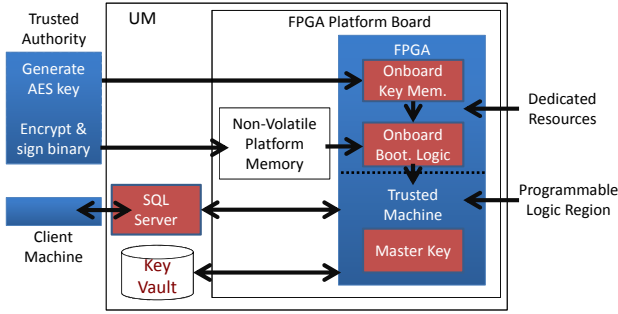 Trusted
Authority
UM
FPGA Platform Board
FPGA
Generate
AES key
Onboard
Key Mem.
Dedicated
Resources
Encrypt &
sign binary
Non-Volatile
Platform
Memory
Onboard
Boot. Logic
SQL
Server
Trusted
Machine
Programmable
Logic Region
Client
Machine
Key
Vault
Master Key